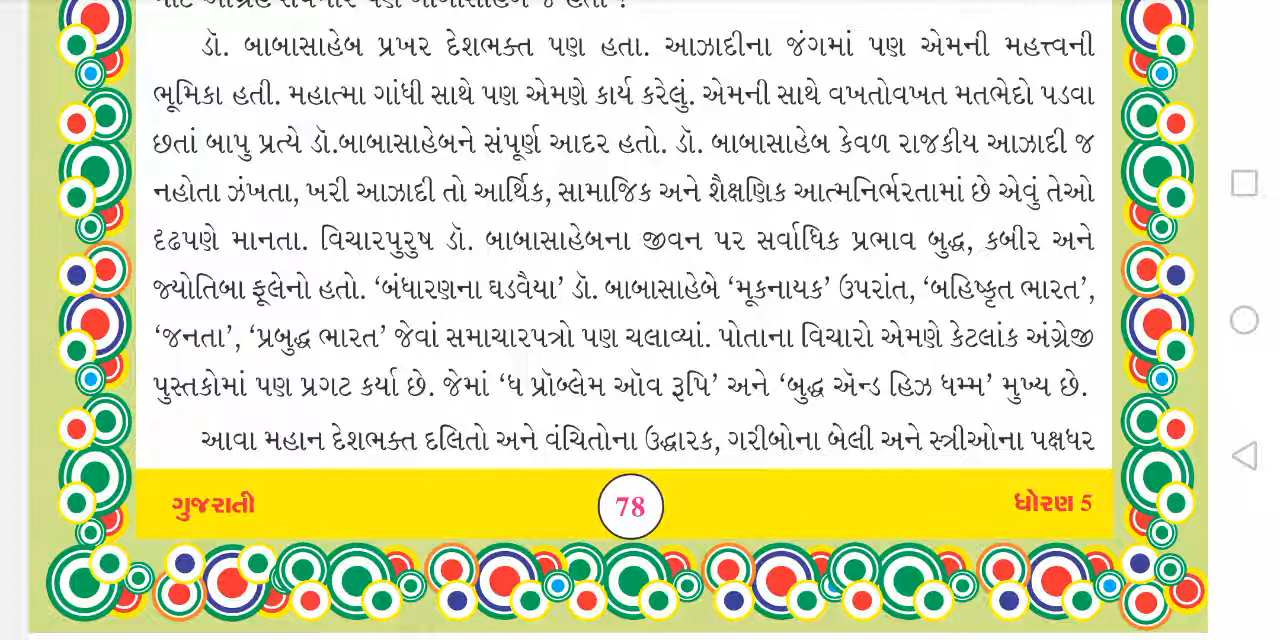 ડૉ. બાબાસાહેબ પ્રખર દેશભક્ત પણ હતા. આઝાદીના જંગમાં પણ એમની મહત્ત્વની
ભૂમિકા હતી. મહાત્મા ગાંધી સાથે પણ એમણે કાર્ય કરેલું. એમની સાથે વખતોવખત મતભેદો પડવા
છતાં બાપુ પ્રત્યે ડૉ.બાબાસાહેબને સંપૂર્ણ આદર હતો. ડૉ. બાબાસાહેબ કેવળ રાજકીય આઝાદી જ
નહોતા ઝંખતા, ખરી આઝાદી તો આર્થિક, સામાજિક અને શૈક્ષણિક આત્મનિર્ભરતામાં છે એવું તેઓ
દૃઢપણે માનતા. વિચારપુરુષ ડૉ. બાબાસાહેબના જીવન પર સર્વાધિક પ્રભાવ બુદ્ધ, કબીર અને
જ્યોતિબા ફૂલેનો હતો. ‘બંધારણના ઘડવૈયા’ ડૉ. બાબાસાહેબે ‘મૂકનાયક’ ઉપરાંત, ‘બહિષ્કૃત ભારત’,
‘જનતા’, ‘પ્રબુદ્ધ ભારત’ જેવાં સમાચારપત્રો પણ ચલાવ્યાં. પોતાના વિચારો એમણે કેટલાંક અંગ્રેજી
પુસ્તકોમાં પણ પ્રગટ કર્યા છે. જેમાં ‘ધ પ્રૉબ્લેમ ઑવ રૂપિ’ અને ‘બુદ્ધ ઍન્ડ હિઝ ધમ્મ’ મુખ્ય છે.
આવા મહાન દેશભક્ત દલિતો અને વંચિતોના ઉદ્ધારક, ગરીબોના બેલી અને સ્ત્રીઓના પક્ષધર
ગુજરાતી 78 ધોરણ 5